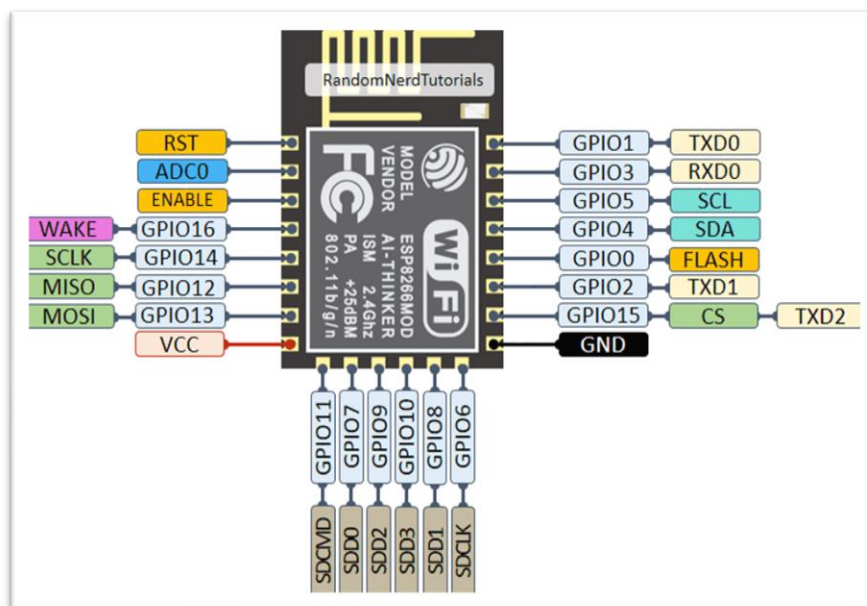 RandomNerdTutorials
RST
ADC0
ENABLE
WAKE GPIO16
SCLK GPIO14
MISO GPIO12
MOSI GPIO13
VCC
MODEL ESP8266MOD
VENDOR AI-THINKER
ISM 2.4Ghz
PA +25dBM
802.11b/g/n
FC
WiFi
GPIO1 TXD0
GPIO3 RXD0
GPIO5 SCL
GPIO4 SDA
GPIO0 FLASH
GPIO2 TXD1
GPIO15 CS TXD2
GND
GPIO11 SDCMD
GPIO7 SDD0
GPIO9 SDD2
GPIO10 SDD3
GPIO8 SDD1
GPIO6 SDCLK